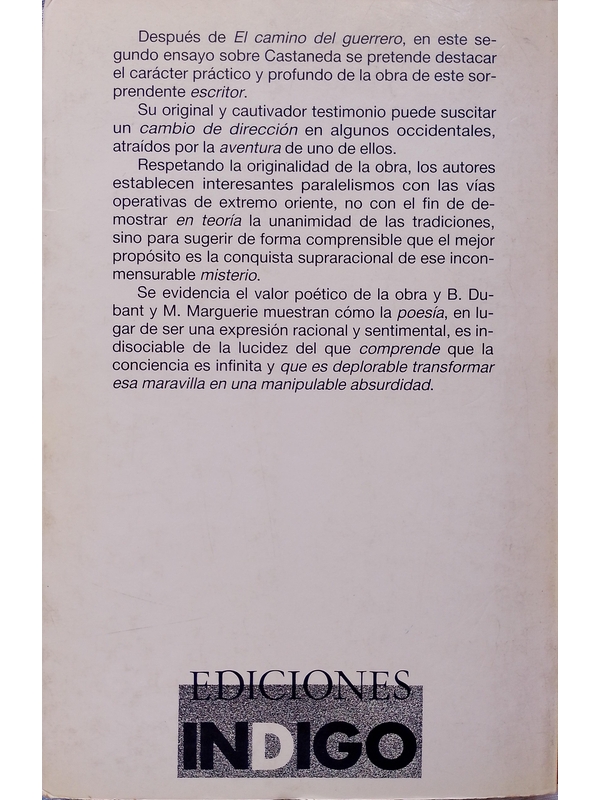 Después de El camino del guerrero, en este se-
gundo ensayo sobre Castaneda se pretende destacar
el carácter práctico y profundo de la obra de este sor-
prendente escritor.
Su original y cautivador testimonio puede suscitar
un cambio de dirección en algunos occidentales,
atraídos por la aventura de uno de ellos.
Respetando la originalidad de la obra, los autores
establecen interesantes paralelismos con las vías
operativas de extremo oriente, no con el fin de de-
mostrar en teoría la unanimidad de las tradiciones,
sino para sugerir de forma comprensible que el mejor
propósito es la conquista supraracional de ese incon-
mensurable misterio.
Se evidencia el valor poético de la obra y B. Du-
bant y M. Marguerie muestran cómo la poesía, en lu-
gar de ser una expresión racional y sentimental, es in-
disociable de la lucidez del que comprende que la
conciencia es infinita y que es deplorable transformar
esa maravilla en una manipulable absurdidad.
EDICIONES
INDIGO